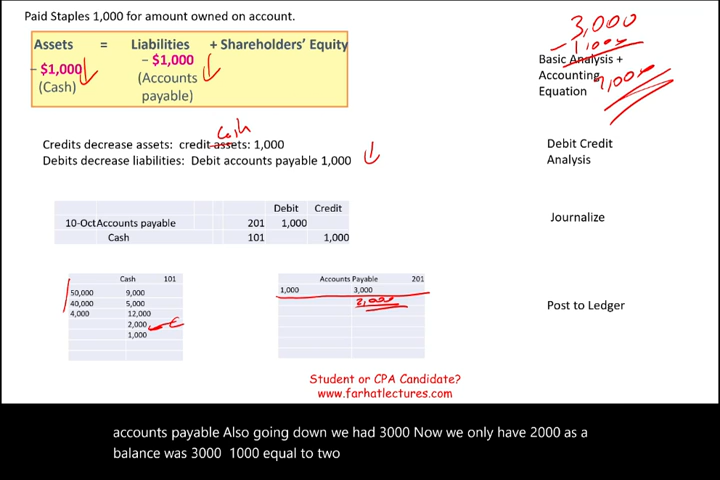 Paid Staples 1,000 for amount owned on account.
Assets = Liabilities + Shareholders' Equity
- $1,000 - $1,000
(Cash) (Accounts
payable)
3,000
- 1,000
2,000
Basic Analysis +
Accounting
Equation
Cash
Credits decrease assets: credit assets: 1,000
Debits decrease liabilities: Debit accounts payable 1,000
Debit Credit
Analysis
Debit Credit
10-Oct Accounts payable 201 1,000
Cash 101 1,000
Journalize
Cash 101
50,000 9,000
40,000 5,000
4,000 12,000
2,000
1,000
Accounts Payable 201
1,000 3,000
2,000
Post to Ledger
Student or CPA Candidate?
www.farhatlectures.com
accounts payable Also going down we had 3000 Now we only have 2000 as a
balance was 3000 1000 equal to two